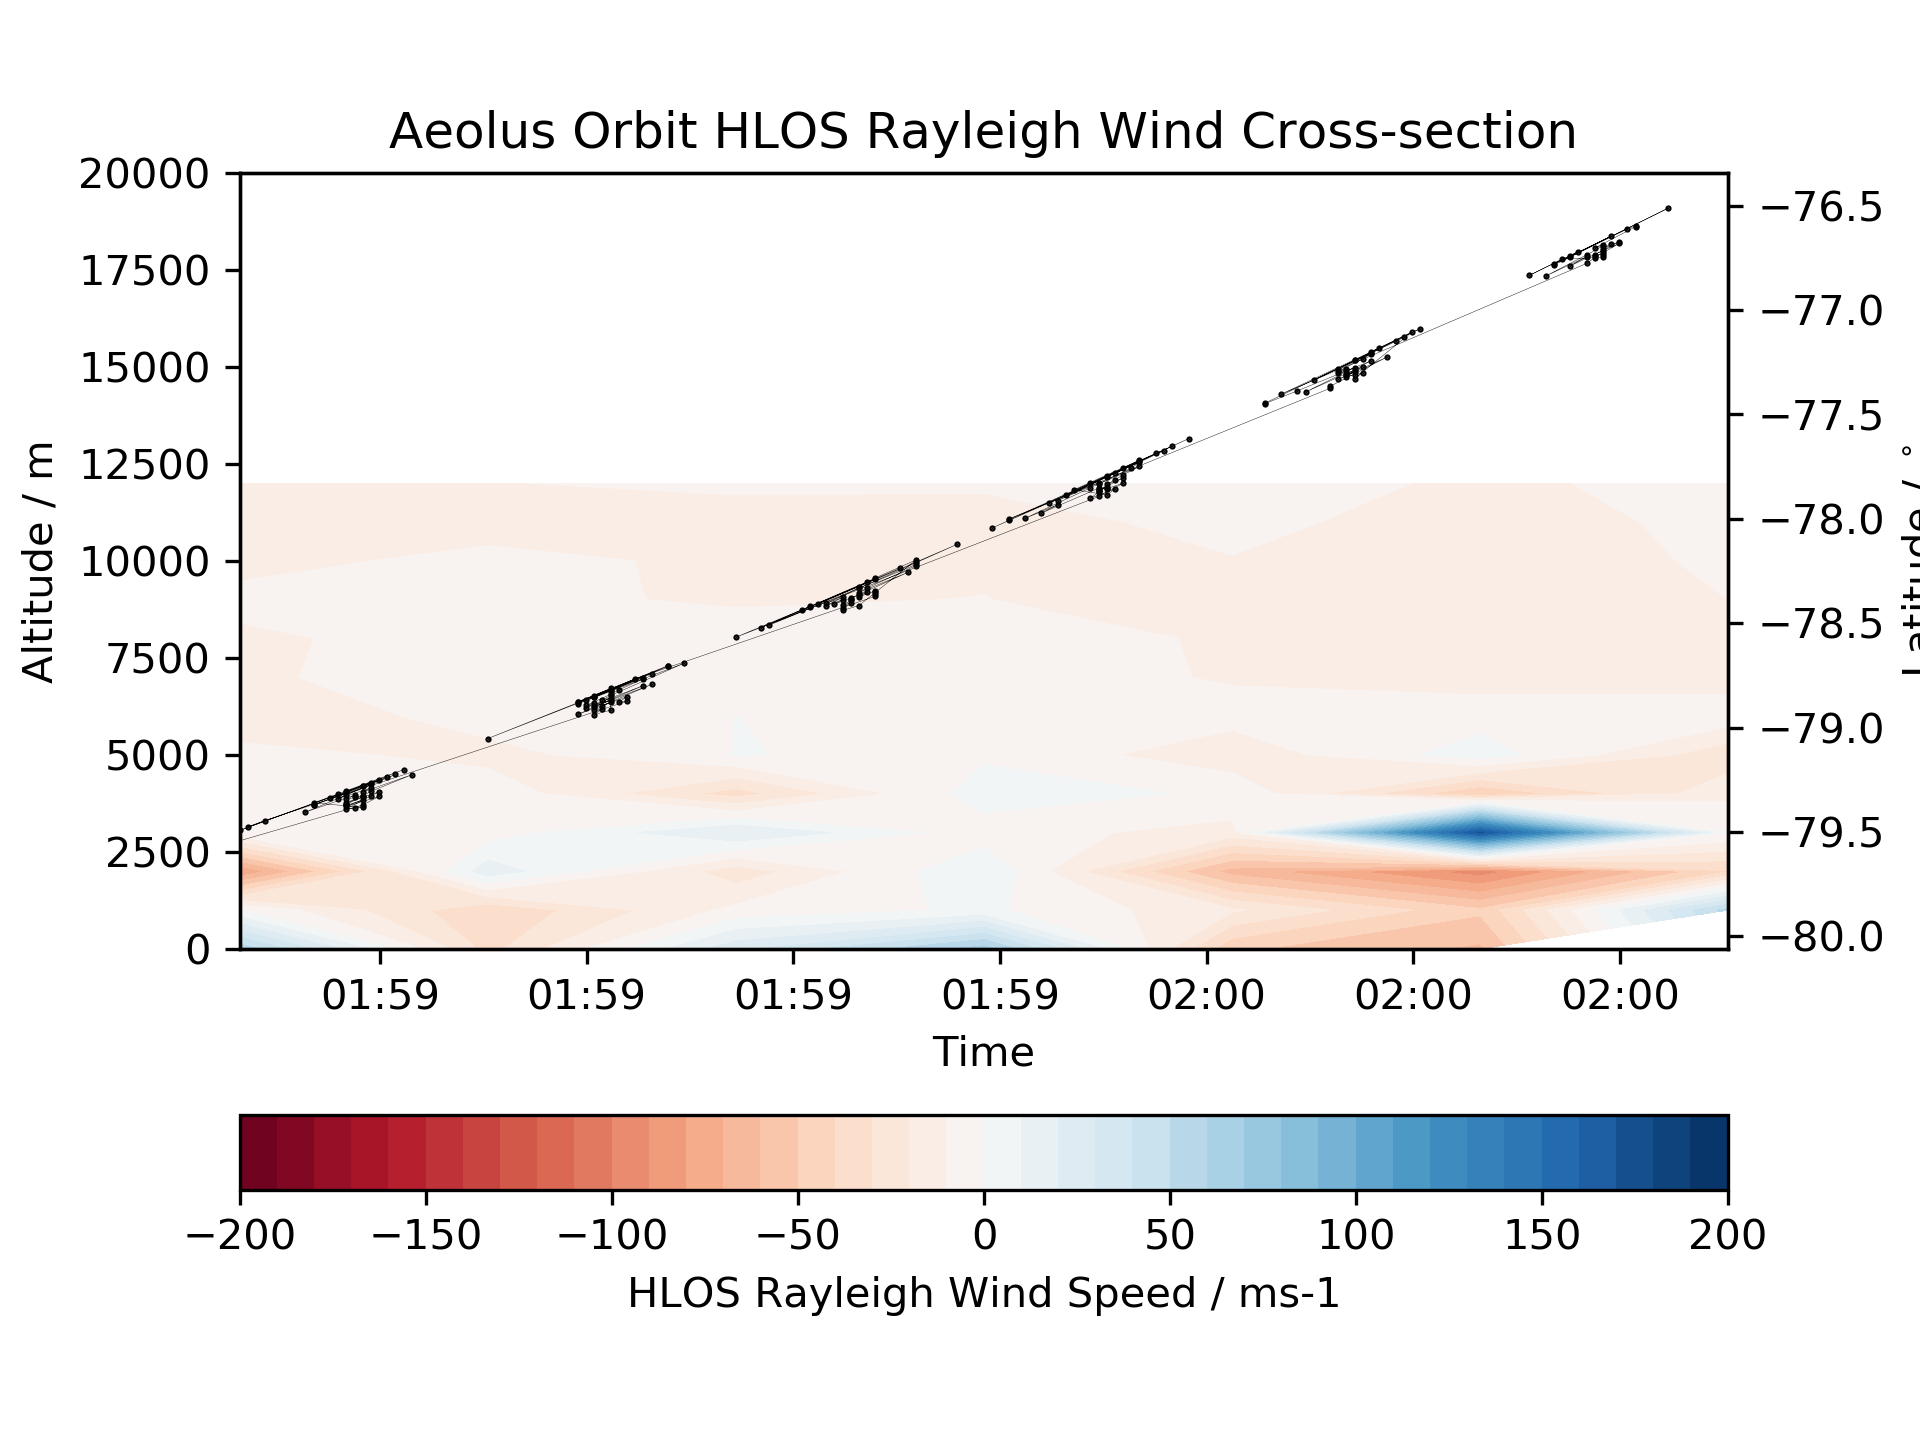 Aeolus Orbit HLOS Rayleigh Wind Cross-section
20000
17500
15000
12500
10000
7500
5000
2500
0
Altitude / m
−76.5
−77.0
−77.5
−78.0
−78.5
−79.0
−79.5
−80.0
Latitude / °
01:59 01:59 01:59 01:59 02:00 02:00 02:00
Time
−200 −150 −100 −50 0 50 100 150 200
HLOS Rayleigh Wind Speed / ms-1